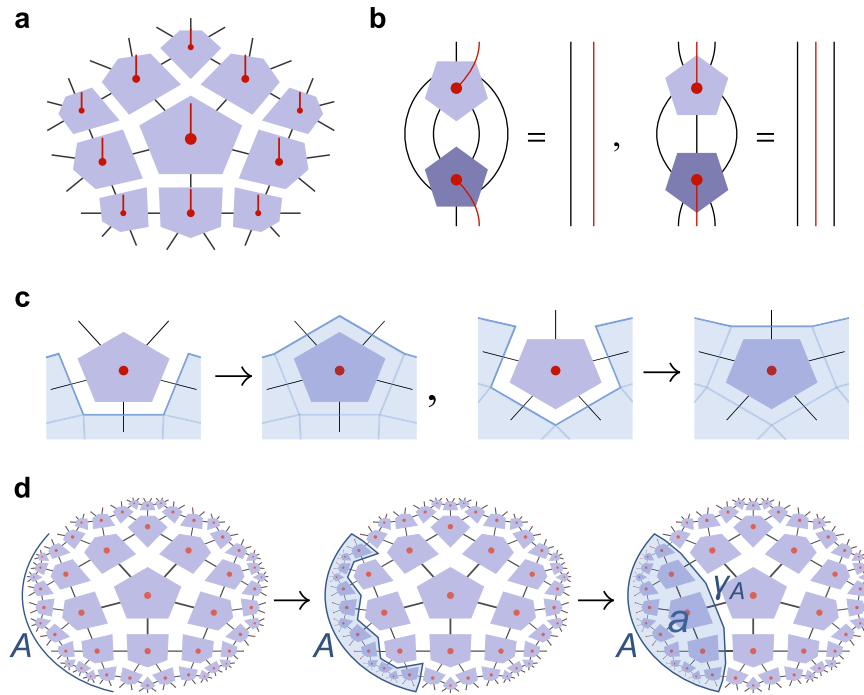 a
b
= , =
c
→ , →
d
A → A → A a γA